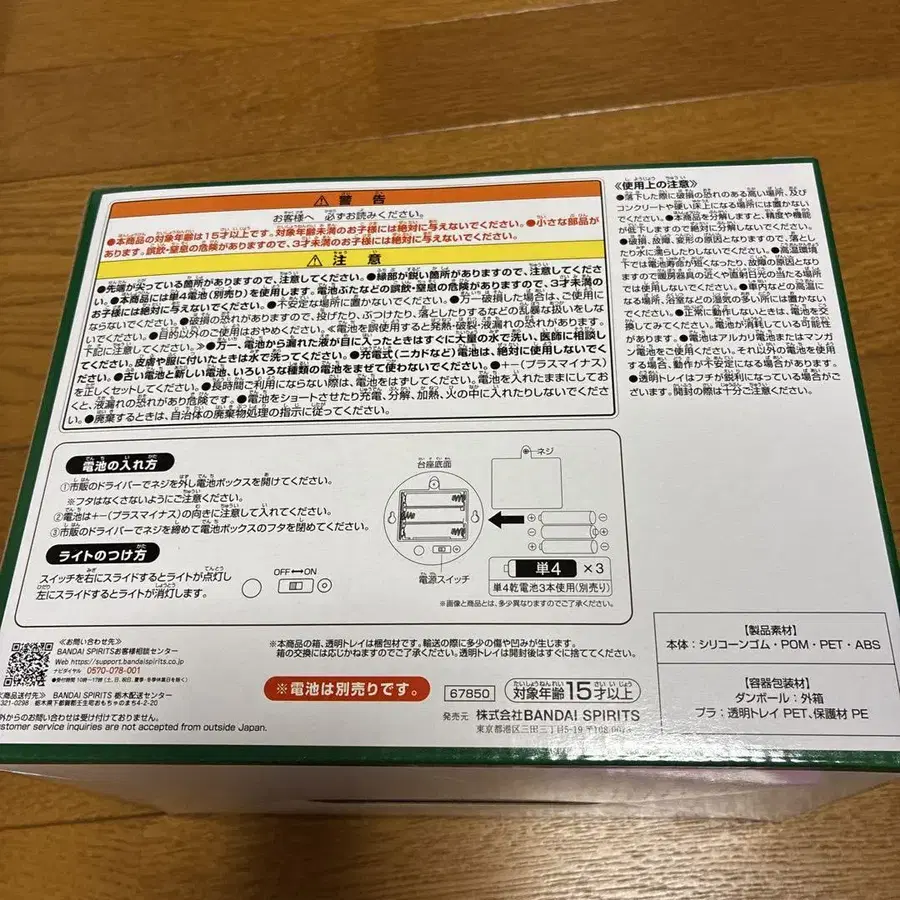 ⚠ 警告
お客様へ 必ずお読みください。
●本商品の対象年齢は15才以上です。対象年齢未満のお子様には絶対に与えないでください。●小さな部品が
あります。誤飲・窒息の危険がありますので、3才未満のお子様には絶対に与えないでください。
⚠ 注意
●先端が尖っている箇所がありますので、注意してください。●縁部が鋭い箇所がありますので、注意してくださ
い。●本商品には単4電池(別売り)を使用します。電池ぶたなどの誤飲・窒息の危険がありますので、3才未満の
お子様には絶対に与えないでください。●不安定な場所に置かないでください。●万一破損した場合は、ご使用に
ならないでください。●破損の恐れがありますので、投げたり、ぶつけたり、落としたりするなどの乱暴な扱いをしな
いでください。●目的以外のご使用はおやめください。《電池を誤使用すると発熱・破裂・液漏れの恐れがあります。
下記に注意してください。》●万一、電池から漏れた液が目に入ったときはすぐに大量の水で洗い、医師に相談し
てください。皮膚や服に付いたときは水で洗ってください。●充電式(ニカドなど)電池は、絶対に使用しないでく
ださい。●古い電池と新しい電池、いろいろな種類の電池をまぜて使わないでください。●+−(プラスマイナス)
を正しくセットしてください。●長時間ご利用にならない際は、電池をはずしてください。電池を入れたままにしてお
くと、液漏れの恐れがあり危険です。●電池をショートさせたり充電、分解、加熱、火の中に入れたりしないでくださ
い。●廃棄するときは、自治体の廃棄物処理の指示に従ってください。
《使用上の注意》
●落下した際に破損の恐れのある高い場所、及び
コンクリートや硬い床上になる場所には置かない
でください。●本商品を分解しますと、精度や機能
が低下しますので絶対に分解しないでください。
●破損、故障、変形の原因となりますので、落とし
たり水に濡らしたりしないでください。●高温環境
下では電池寿命が短くなったり、故障の原因となり
ますので暖房器具の近くや直射日光の当たる場所
では使用しないでください。●車内などの高温に
なる場所、浴室などの湿気の多い所には置かない
でください。●正常に動作しないときは、電池を交
換してみてください。電池が消耗している可能性
があります。●電池はアルカリ電池またはマンガ
ン電池をご使用ください。それ以外の電池を使用
する場合、動作が不安定になる場合があります。
●透明トレイはフチが鋭利になっている場合がご
ざいます。開封の際は十分ご注意ください。
電池の入れ方
①市販のドライバーでネジを外し電池ボックスを開けてください。
※フタはなくさないようにご注意ください。
②電池は+−(プラスマイナス)の向きに注意して入れてください。
③市販のドライバーでネジを締めて電池ボックスのフタを閉めてください。
ライトのつけ方
スイッチを右にスライドするとライトが点灯し
左にスライドするとライトが消灯します。
OFF⇔ON
台座底面
ネジ
電源スイッチ
単4 ×3
単4乾電池3本使用(別売り)
※画像と商品とは、多少異なりますのでご了承ください。
《お問い合わせ先》
BANDAI SPIRITSお客様相談センター
Web https://support.bandaispirits.co.jp
ナビダイヤル 0570-078-001
商品送付先》 BANDAI SPIRITS 栃木配送センター
321-0298 栃木県下都賀郡壬生町おもちゃのまち4-2-20
外からのお問い合わせは受け付けておりません。
ustomer service inquiries are not accepted from outside Japan.
※本商品の箱、透明トレイは梱包材です。輸送の際に多少の傷や凹みが生じます。
箱の交換には応じかねますのでご了承ください。透明トレイは開封後はすぐに捨ててください。
※電池は別売りです。
67850
対象年齢15才以上
発売元 株式会社BANDAI SPIRITS
東京都港区三田三丁目5-19 〒108-0073
【製品素材】
本体:シリコーンゴム・POM・PET・ABS
【容器包装材】
ダンボール:外箱
プラ:透明トレイ PET、保護材 PE